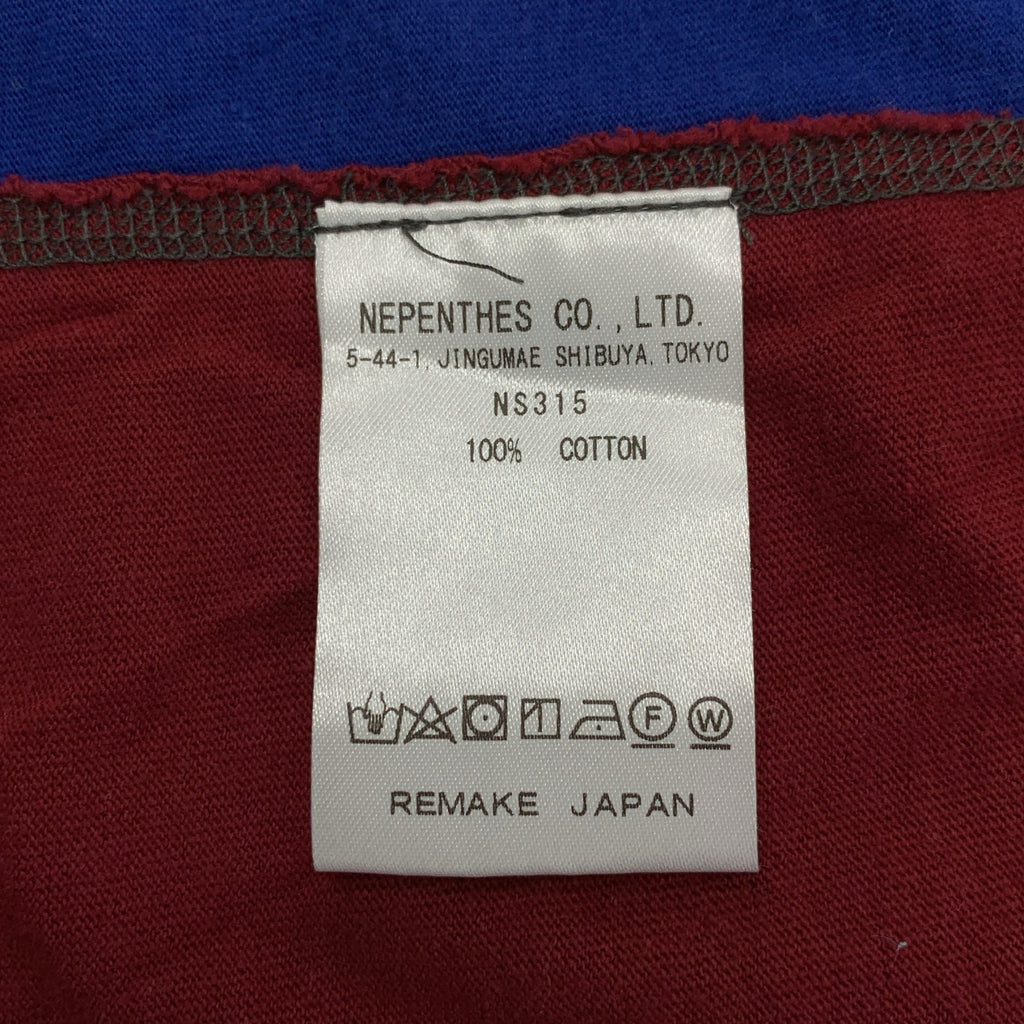 NEPENTHES CO., LTD.
5-44-1, JINGUMAE SHIBUYA, TOKYO
NS315
100% COTTON
F W
REMAKE JAPAN